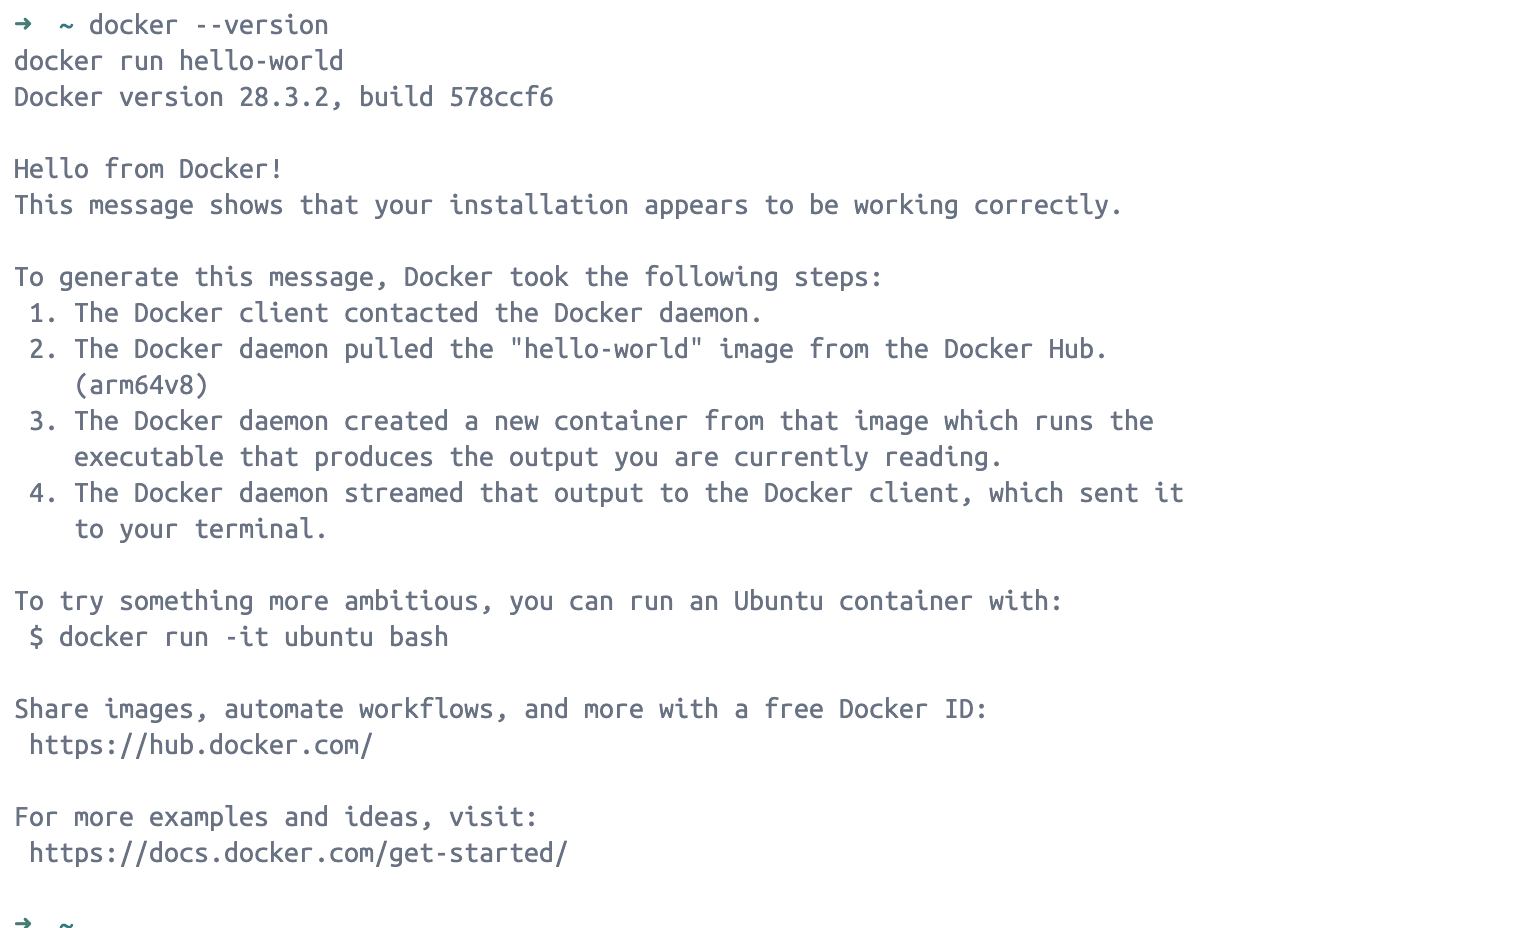 ➜  ~ docker --version
docker run hello-world
Docker version 28.3.2, build 578ccf6

Hello from Docker!
This message shows that your installation appears to be working correctly.

To generate this message, Docker took the following steps:
 1. The Docker client contacted the Docker daemon.
 2. The Docker daemon pulled the "hello-world" image from the Docker Hub.
    (arm64v8)
 3. The Docker daemon created a new container from that image which runs the
    executable that produces the output you are currently reading.
 4. The Docker daemon streamed that output to the Docker client, which sent it
    to your terminal.

To try something more ambitious, you can run an Ubuntu container with:
 $ docker run -it ubuntu bash

Share images, automate workflows, and more with a free Docker ID:
 https://hub.docker.com/

For more examples and ideas, visit:
 https://docs.docker.com/get-started/

➜  ~